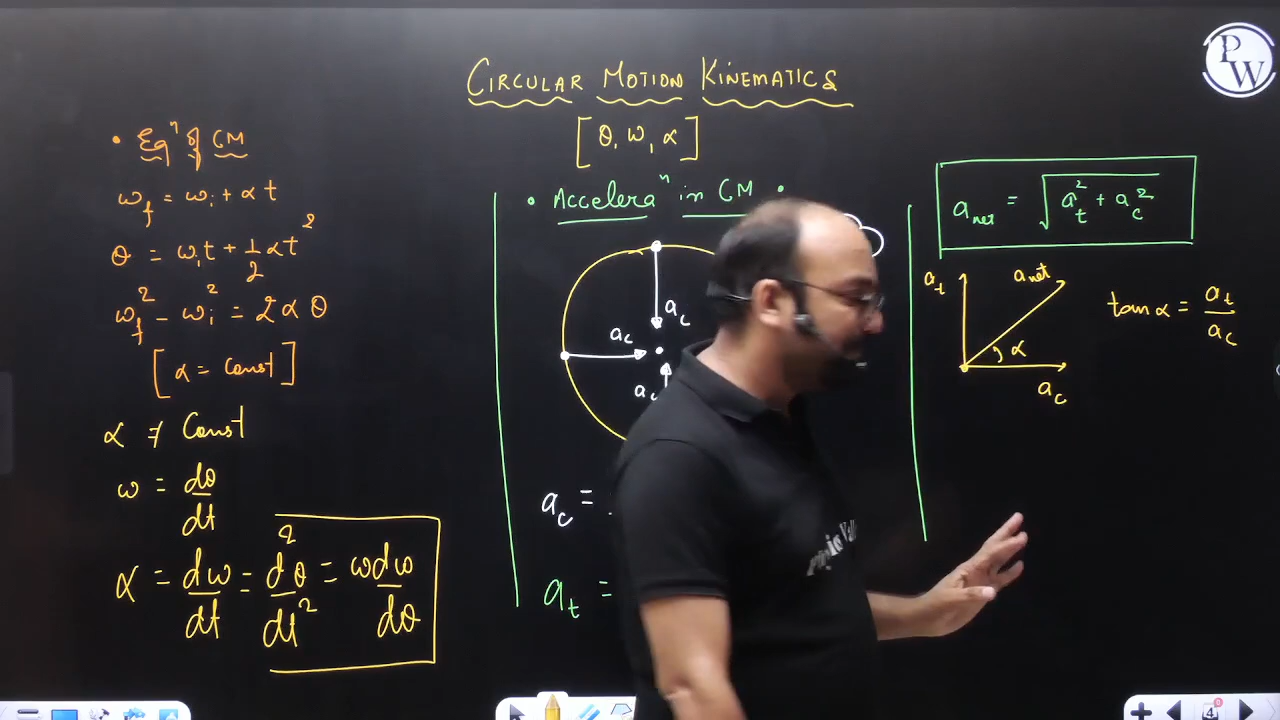 CIRCULAR MOTION KINEMATICS
[θ, ω, α]
PW
• Eqⁿ of CM
ω_f = ω_i + αt
θ = ω_i t + 1/2 αt²
ω_f² - ω_i² = 2αθ
[α = Const]
α ≠ Const
ω = dθ/dt
α = dω/dt = d²θ/dt² = ωdω/dθ
• Acceleraⁿ in CM •
a_c
a_c
a_c
a_c =
a_t =
a_net = √(a_t² + a_c²)
a_t
a_net
α
a_c
tanα = a_t/a_c
4